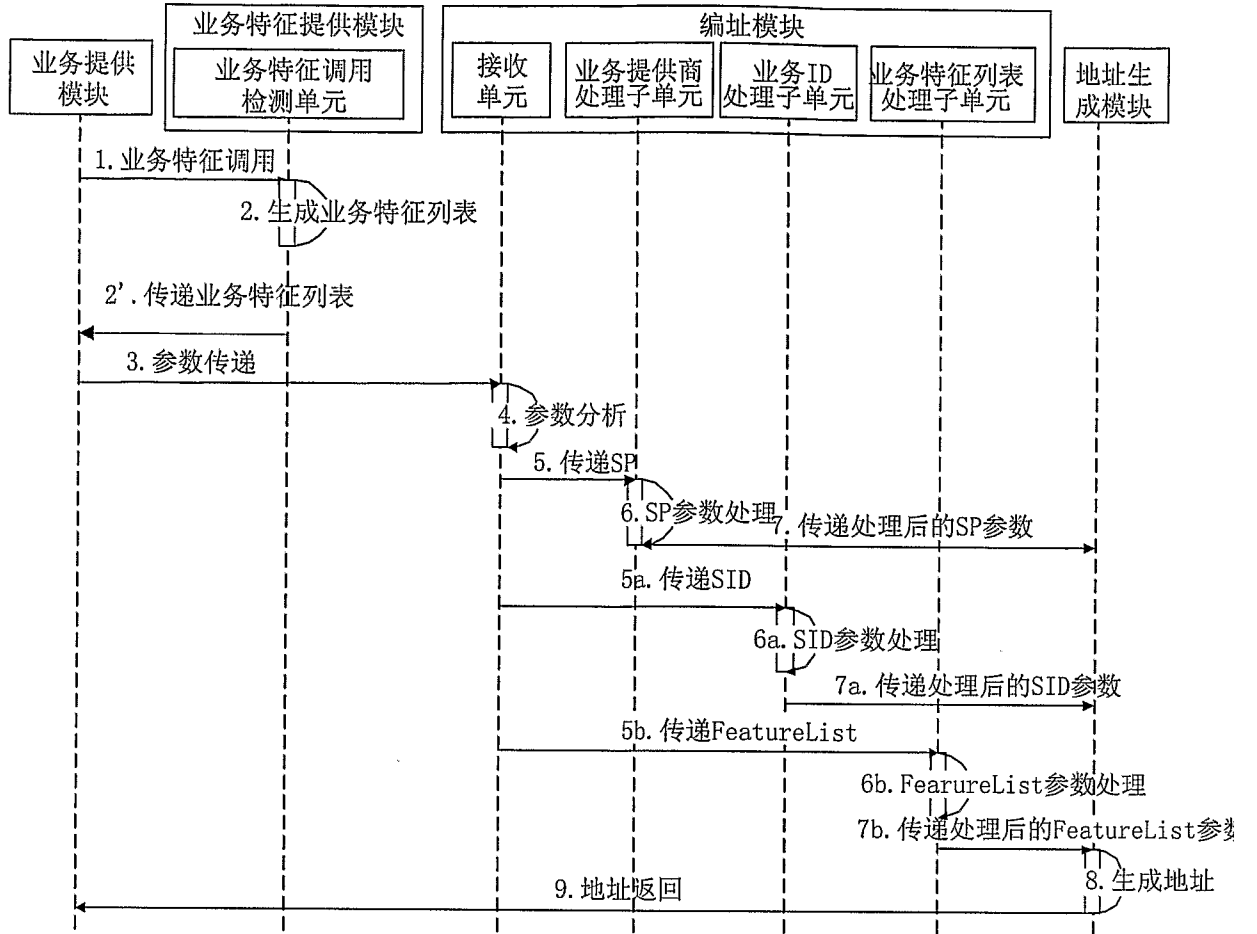 业务特征提供模块
编址模块
业务提供
模块
业务特征调用
检测单元
接收
单元
业务提供商
处理子单元
业务ID
处理子单元
业务特征列表
处理子单元
地址生
成模块
1.业务特征调用
2.生成业务特征列表
2'.传递业务特征列表
3.参数传递
4.参数分析
5.传递SP
6.SP参数处理
7.传递处理后的SP参数
5a.传递SID
6a.SID参数处理
7a.传递处理后的SID参数
5b.传递FeatureList
6b.FearureList参数处理
7b.传递处理后的FeatureList参数
8.生成地址
9.地址返回